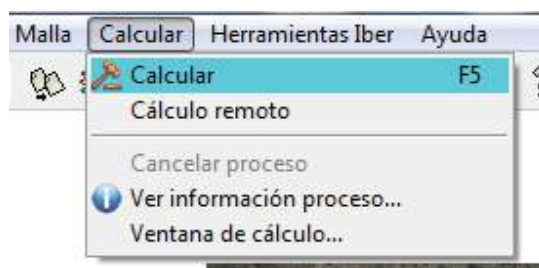 Malla Calcular Herramientas Iber Ayuda
Calcular F5
Cálculo remoto
Cancelar proceso
Ver información proceso...
Ventana de cálculo...